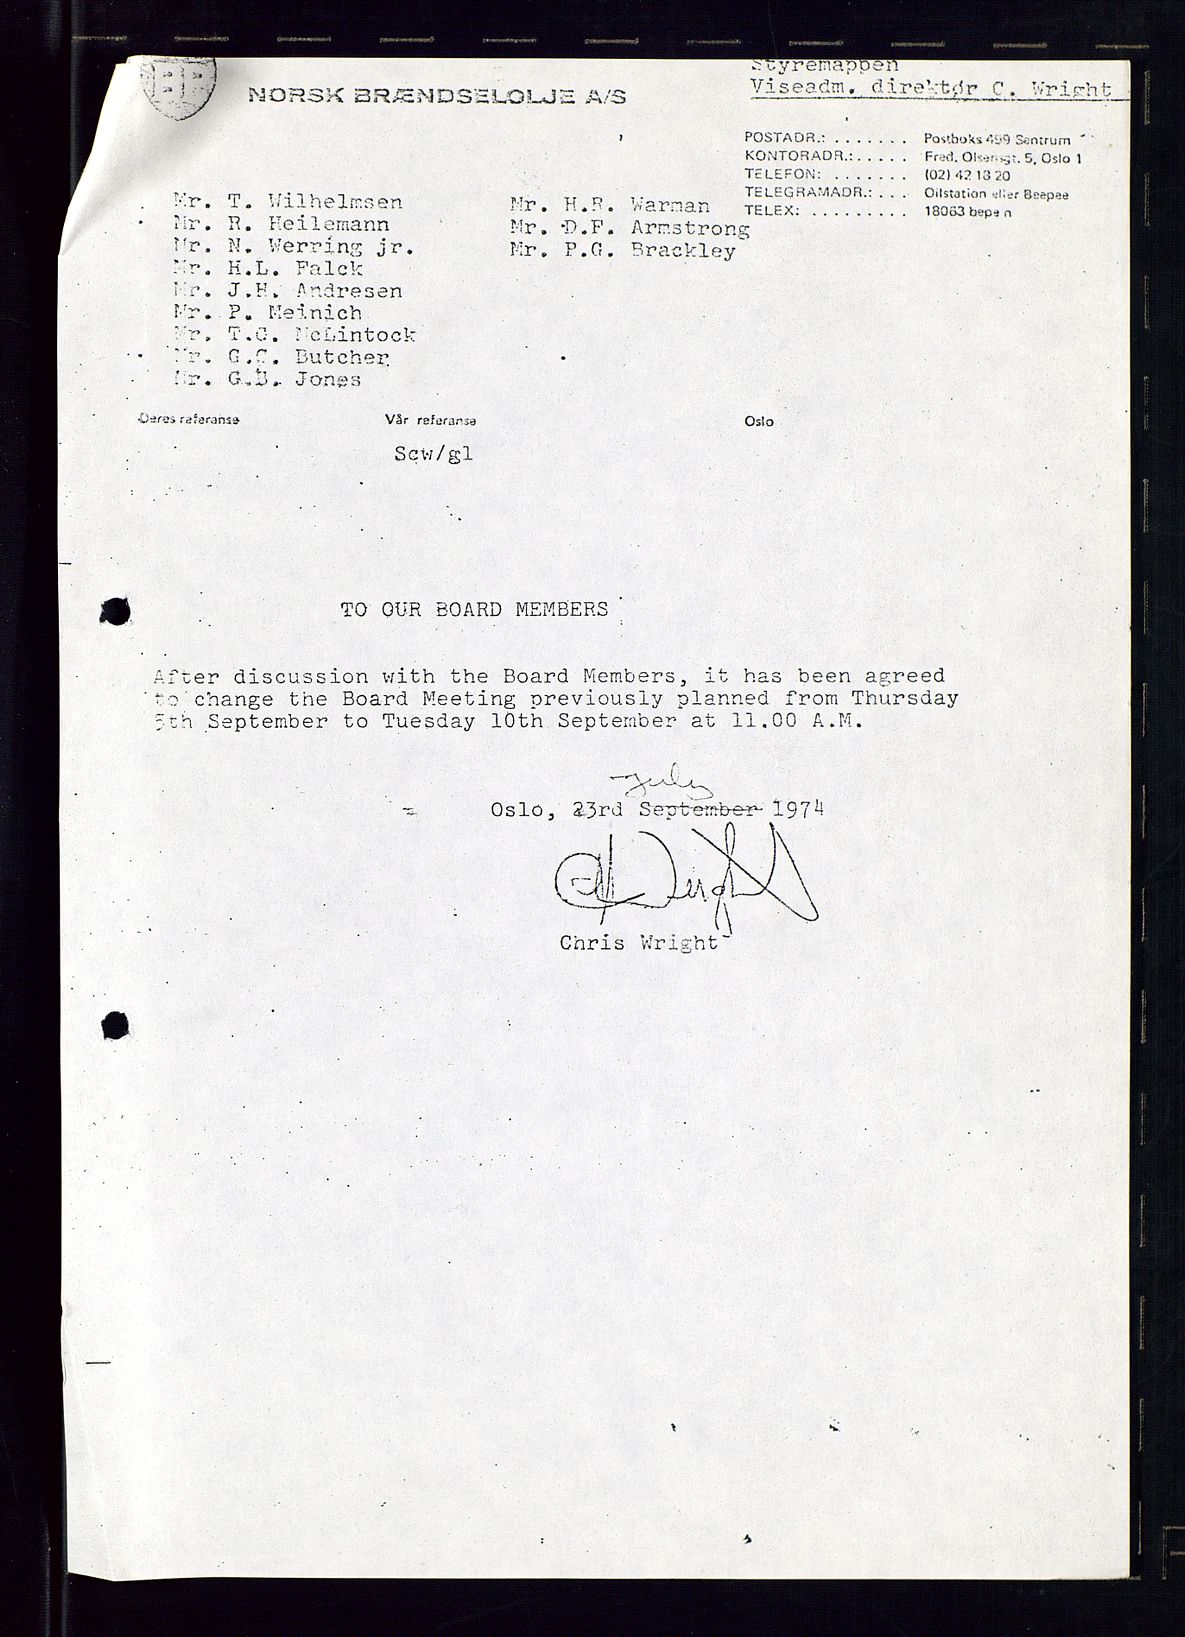 BP
NORSK BRÆNDSELOLJE A/S
Styremappen
Viseadm. direktør C. Wright
POSTADR.: . . . . . . . Postboks 499 Sentrum
KONTORADR.: . . . . . Fred. Olsensgt. 5, Oslo 1
TELEFON: . . . . . . . (02) 42 13 20
TELEGRAMADR.: . . . Oilstation eller Beepee
TELEX: . . . . . . . . . 18063 bepe n
Mr. T. Wilhelmsen
Mr. R. Heilemann
Mr. N. Werring jr.
Mr. H.L. Falck
Mr. J.H. Andresen
Mr. P. Meinich
Mr. T.G. McLintock
Mr. G.C. Butcher
Mr. G.B. Jones
Mr. H.R. Warman
Mr. D.F. Armstrong
Mr. P.G. Brackley
Deres referanse Vår referanse Oslo
Scw/gl
TO OUR BOARD MEMBERS
After discussion with the Board Members, it has been agreed
to change the Board Meeting previously planned from Thursday
5th September to Tuesday 10th September at 11.00 A.M.
July
Oslo, 23rd September 1974
Chris Wright